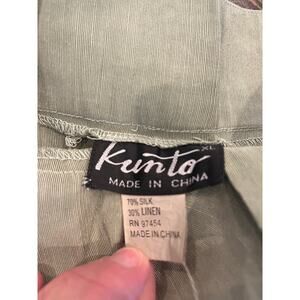 XL
Kunto
MADE IN CHINA
70% SILK
30% LINEN
RN 97454
MADE IN CHINA